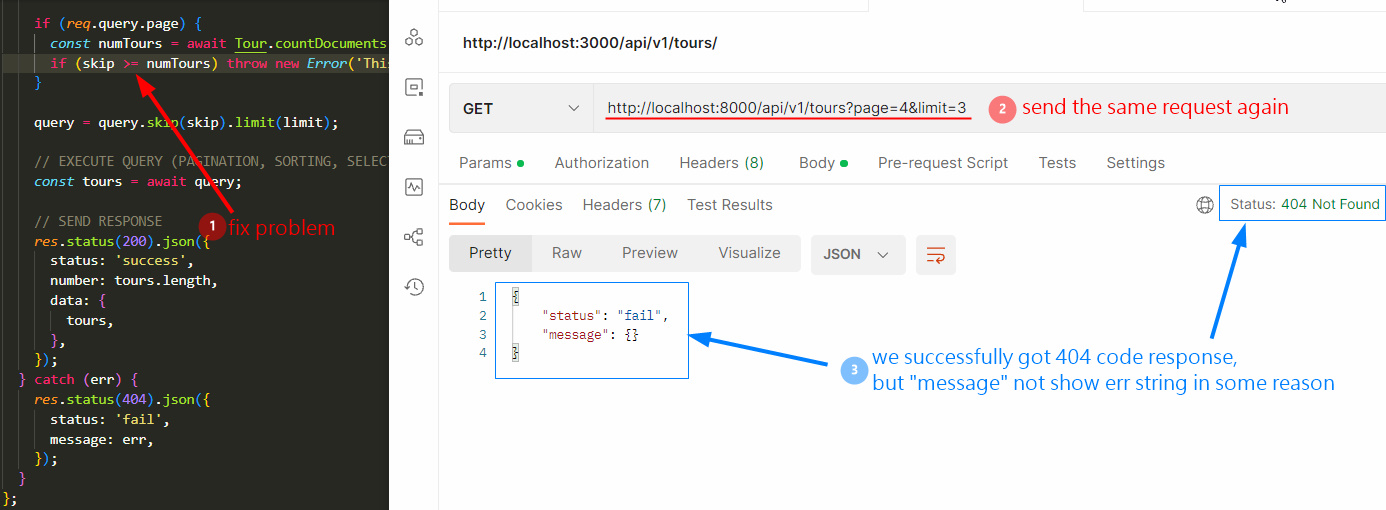 if (req.query.page) {
const numTours = await Tour.countDocuments
if (skip >= numTours) throw new Error('This
}
query = query.skip(skip).limit(limit);
// EXECUTE QUERY (PAGINATION, SORTING, SELECT
const tours = await query;
// SEND RESPONSE
res.status(200).json({
status: 'success',
number: tours.length,
data: {
tours,
},
});
} catch (err) {
res.status(404).json({
status: 'fail',
message: err,
});
}
};
1 fix problem
http://localhost:3000/api/v1/tours/
GET http://localhost:8000/api/v1/tours?page=4&limit=3
2 send the same request again
Params Authorization Headers (8) Body Pre-request Script Tests Settings
Body Cookies Headers (7) Test Results Status: 404 Not Found
Pretty Raw Preview Visualize JSON
1 {
2 "status": "fail",
3 "message": {}
4 }
3 we successfully got 404 code response,
but "message" not show err string in some reason